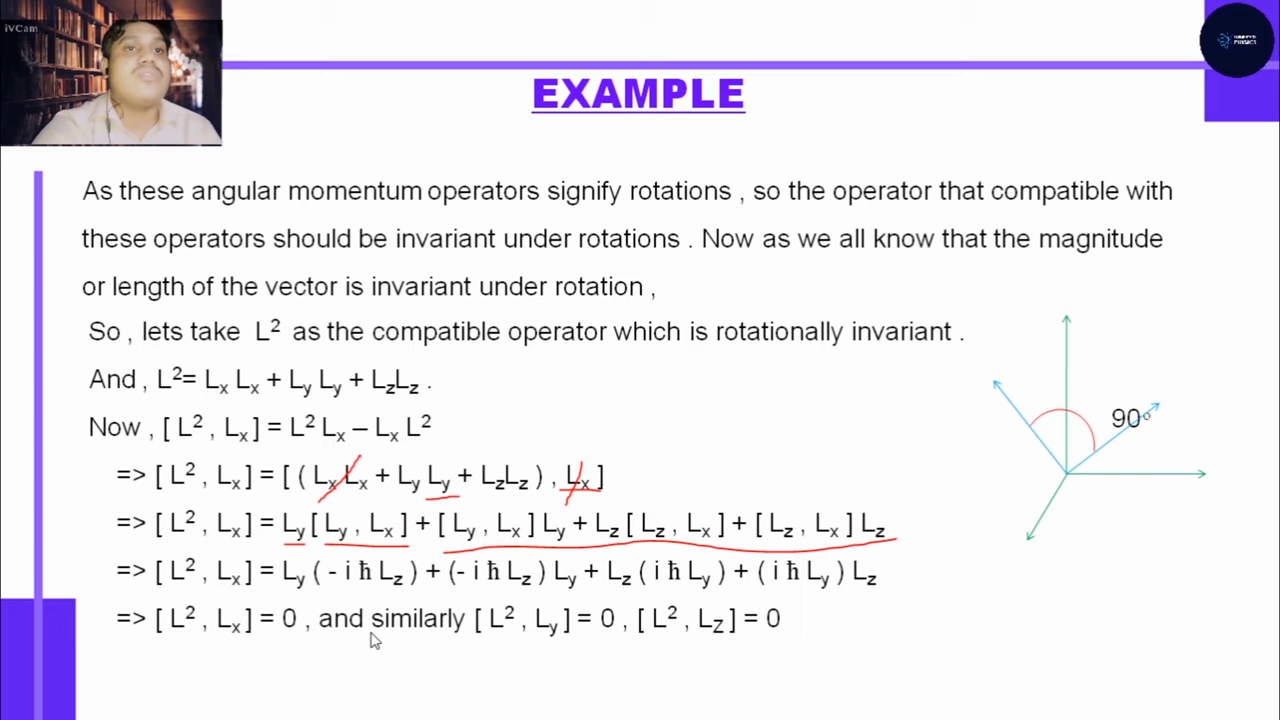 iVCam
EXAMPLE
As these angular momentum operators signify rotations , so the operator that compatible with
these operators should be invariant under rotations . Now as we all know that the magnitude
or length of the vector is invariant under rotation ,
So , lets take L² as the compatible operator which is rotationally invariant .
And , L²= Lₓ Lₓ + Ly Ly + LzLz .
Now , [ L² , Lₓ ] = L² Lₓ – Lₓ L²
90°
=> [ L² , Lₓ ] = [ ( Lₓ Lₓ + Ly Ly + LzLz ) , Lₓ ]
=> [ L² , Lₓ ] = Ly [ Ly , Lₓ ] + [ Ly , Lₓ ] Ly + Lz [ Lz , Lₓ ] + [ Lz , Lₓ ] Lz
=> [ L² , Lₓ ] = Ly ( - i ħ Lz ) + (- i ħ Lz ) Ly + Lz ( i ħ Ly ) + ( i ħ Ly ) Lz
=> [ L² , Lₓ ] = 0 , and similarly [ L² , Ly ] = 0 , [ L² , LZ ] = 0